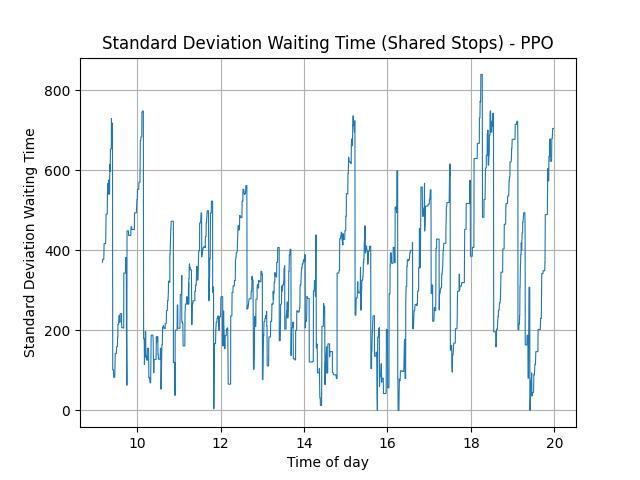 Standard Deviation Waiting Time (Shared Stops) - PPO
800
600
400
200
0
Standard Deviation Waiting Time
10 12 14 16 18 20
Time of day